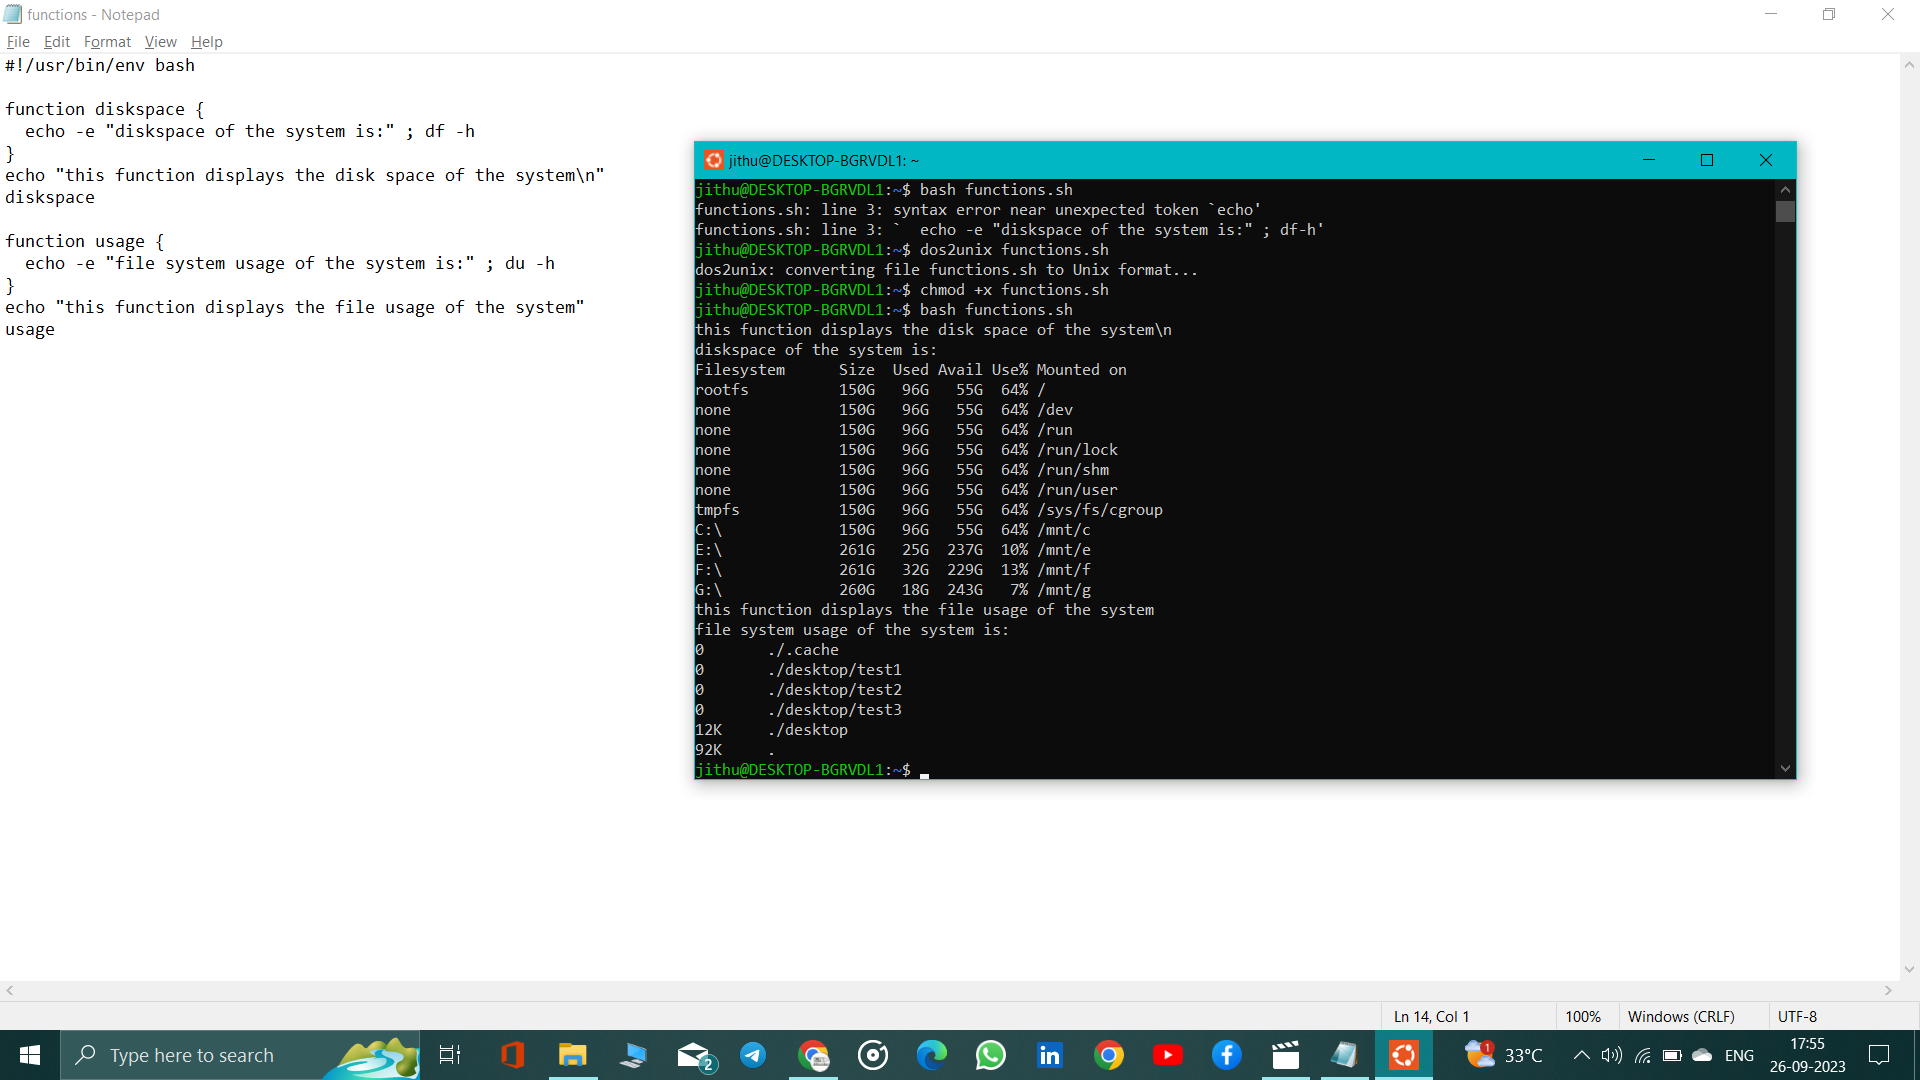 functions - Notepad
File Edit Format View Help
#!/usr/bin/env bash
function diskspace {
  echo -e "diskspace of the system is:" ; df -h
}
echo "this function displays the disk space of the system\n"
diskspace
function usage {
  echo -e "file system usage of the system is:" ; du -h
}
echo "this function displays the file usage of the system"
usage
jithu@DESKTOP-BGRVDL1: ~
jithu@DESKTOP-BGRVDL1:~$ bash functions.sh
functions.sh: line 3: syntax error near unexpected token `echo'
functions.sh: line 3: `  echo -e "diskspace of the system is:" ; df-h'
jithu@DESKTOP-BGRVDL1:~$ dos2unix functions.sh
dos2unix: converting file functions.sh to Unix format...
jithu@DESKTOP-BGRVDL1:~$ chmod +x functions.sh
jithu@DESKTOP-BGRVDL1:~$ bash functions.sh
this function displays the disk space of the system\n
diskspace of the system is:
Filesystem      Size  Used Avail Use% Mounted on
rootfs          150G   96G   55G  64% /
none            150G   96G   55G  64% /dev
none            150G   96G   55G  64% /run
none            150G   96G   55G  64% /run/lock
none            150G   96G   55G  64% /run/shm
none            150G   96G   55G  64% /run/user
tmpfs           150G   96G   55G  64% /sys/fs/cgroup
C:\             150G   96G   55G  64% /mnt/c
E:\             261G   25G  237G  10% /mnt/e
F:\             261G   32G  229G  13% /mnt/f
G:\             260G   18G  243G   7% /mnt/g
this function displays the file usage of the system
file system usage of the system is:
0       ./.cache
0       ./desktop/test1
0       ./desktop/test2
0       ./desktop/test3
12K     ./desktop
92K     .
jithu@DESKTOP-BGRVDL1:~$
Ln 14, Col 1 100% Windows (CRLF) UTF-8
Type here to search
2
in
1
33°C
ENG
17:55
26-09-2023